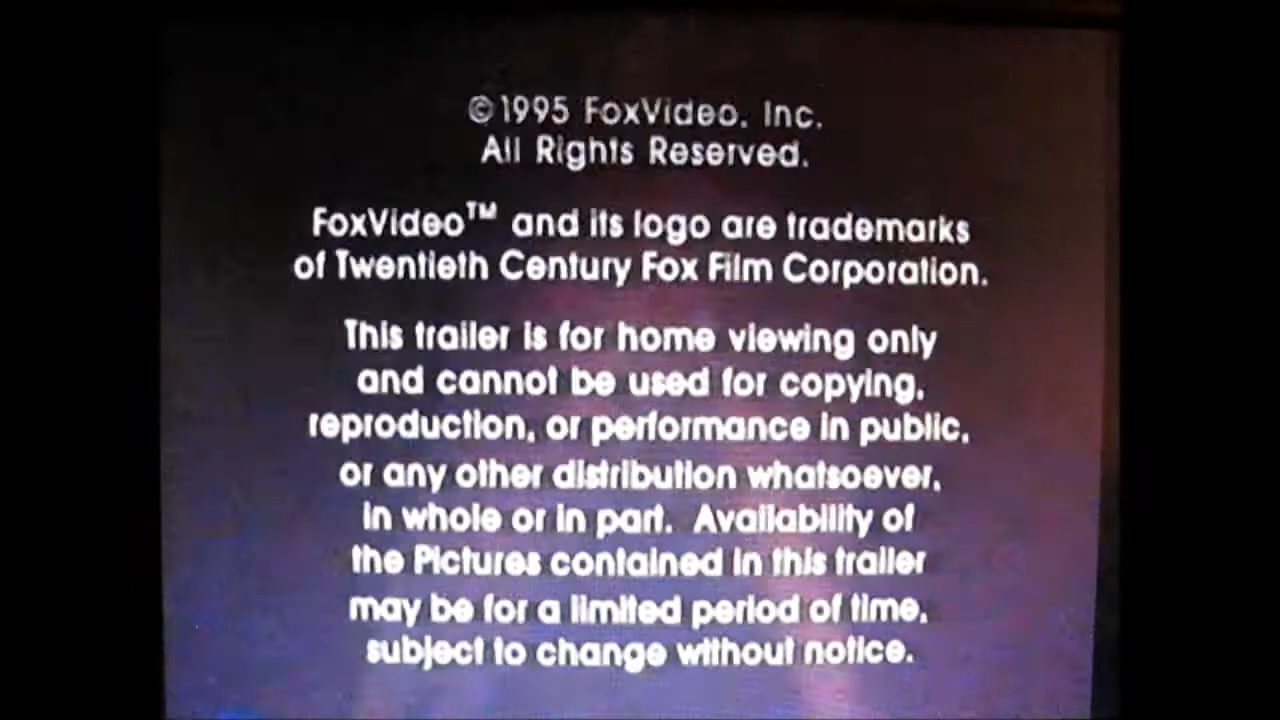 ©1995 FoxVideo, Inc.
All Rights Reserved.
FoxVideo™ and its logo are trademarks
of Twentieth Century Fox Film Corporation.
This trailer is for home viewing only
and cannot be used for copying,
reproduction, or performance in public,
or any other distribution whatsoever,
in whole or in part. Availability of
the Pictures contained in this trailer
may be for a limited period of time,
subject to change without notice.